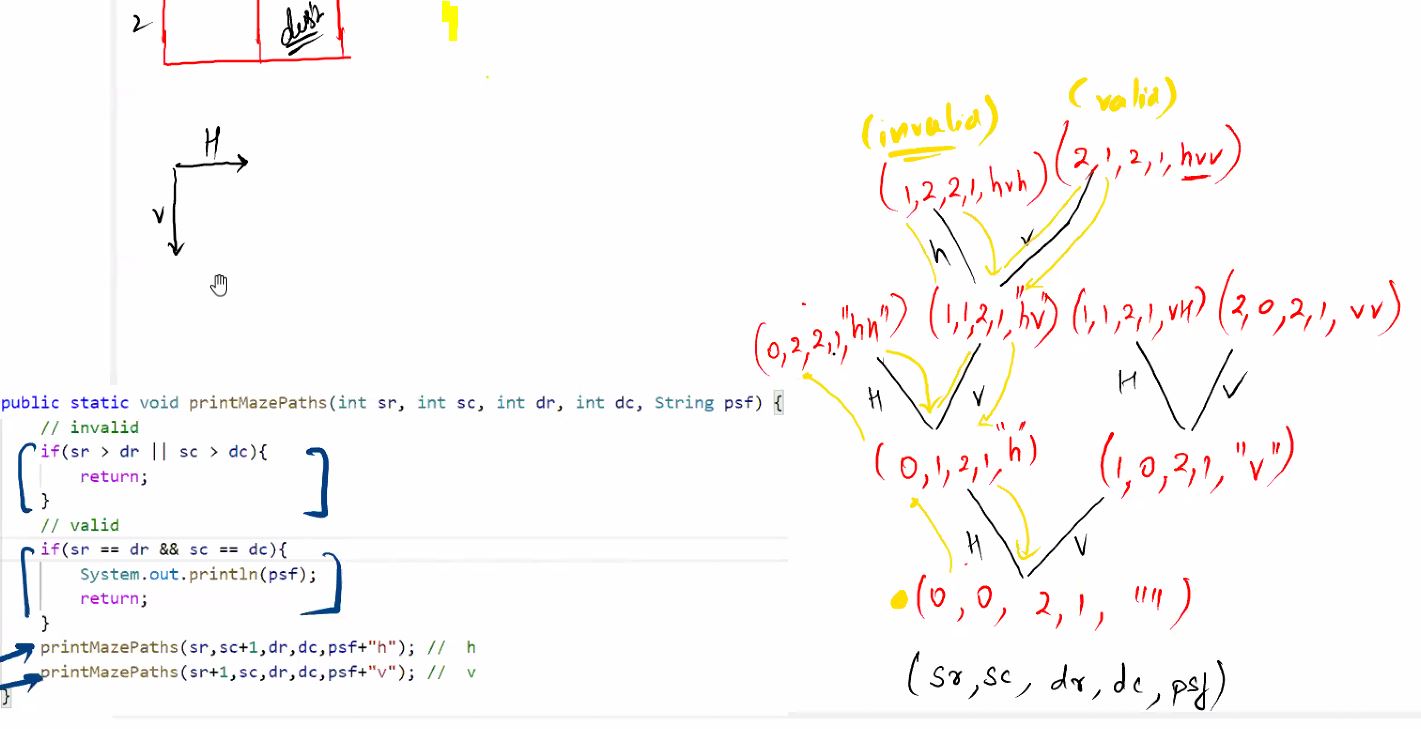 2
dest
H
v
public static void printMazePaths(int sr, int sc, int dr, int dc, String psf) {
// invalid
if(sr > dr || sc > dc){
return;
}
// valid
if(sr == dr && sc == dc){
System.out.println(psf);
return;
}
printMazePaths(sr,sc+1,dr,dc,psf+"h"); // h
printMazePaths(sr+1,sc,dr,dc,psf+"v"); // v
}
(invalid) (valid)
(1,2,2,1,hvh) (2,1,2,1,hvv)
h v
(0,2,2,1,"hh") (1,1,2,1,"hv") (1,1,2,1,vH) (2,0,2,1,vv)
H v H V
(0,1,2,1,"h") (1,0,2,1,"v")
H V
(0,0,2,1,"")
(sr,sc,dr,dc,psf)